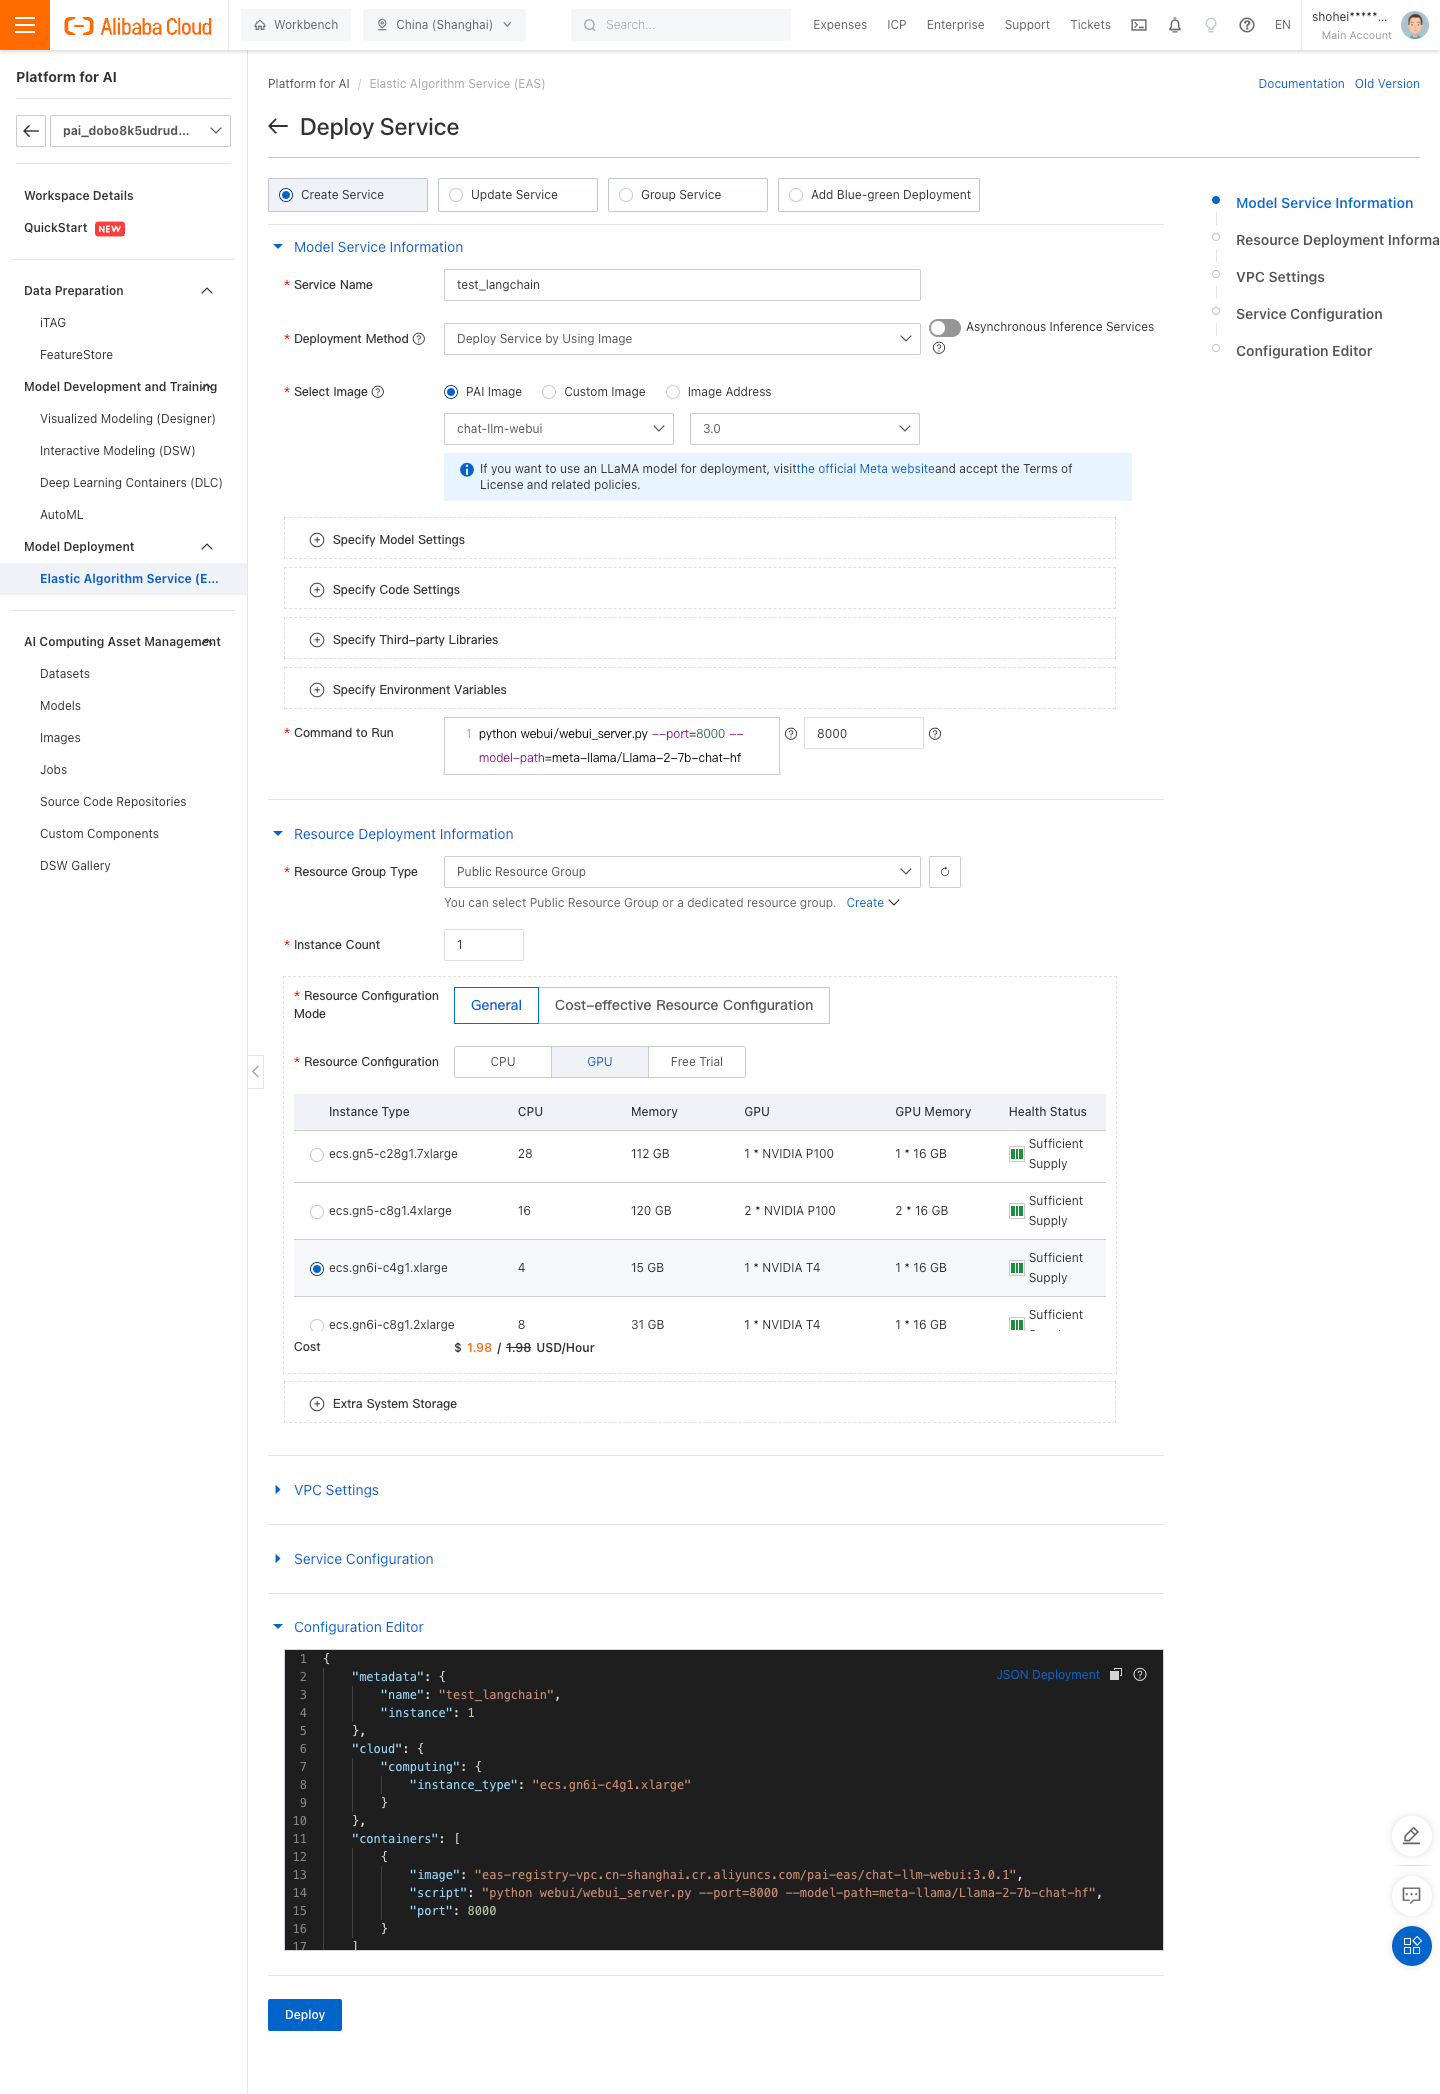 Alibaba Cloud
Workbench
China (Shanghai)
Search...
Expenses
ICP
Enterprise
Support
Tickets
EN
shohei*****...
Main Account
Platform for AI
pai_dobo8k5udrud...
Workspace Details
QuickStart NEW
Data Preparation
iTAG
FeatureStore
Model Development and Training
Visualized Modeling (Designer)
Interactive Modeling (DSW)
Deep Learning Containers (DLC)
AutoML
Model Deployment
Elastic Algorithm Service (E...
AI Computing Asset Management
Datasets
Models
Images
Jobs
Source Code Repositories
Custom Components
DSW Gallery
Platform for AI / Elastic Algorithm Service (EAS)
Documentation Old Version
Deploy Service
Create Service
Update Service
Group Service
Add Blue-green Deployment
Model Service Information
Resource Deployment Informa
VPC Settings
Service Configuration
Configuration Editor
Model Service Information
* Service Name
test_langchain
* Deployment Method
Deploy Service by Using Image
Asynchronous Inference Services
* Select Image
PAI Image
Custom Image
Image Address
chat-llm-webui
3.0
If you want to use an LLaMA model for deployment, visitthe official Meta websiteand accept the Terms of
License and related policies.
Specify Model Settings
Specify Code Settings
Specify Third-party Libraries
Specify Environment Variables
* Command to Run
1 python webui/webui_server.py --port=8000 --
model-path=meta-llama/Llama-2-7b-chat-hf
8000
Resource Deployment Information
* Resource Group Type
Public Resource Group
You can select Public Resource Group or a dedicated resource group. Create
* Instance Count
1
* Resource Configuration
Mode
General
Cost-effective Resource Configuration
* Resource Configuration
CPU
GPU
Free Trial
Instance Type CPU Memory GPU GPU Memory Health Status
ecs.gn5-c28g1.7xlarge 28 112 GB 1 * NVIDIA P100 1 * 16 GB Sufficient
Supply
ecs.gn5-c8g1.4xlarge 16 120 GB 2 * NVIDIA P100 2 * 16 GB Sufficient
Supply
ecs.gn6i-c4g1.xlarge 4 15 GB 1 * NVIDIA T4 1 * 16 GB Sufficient
Supply
ecs.gn6i-c8g1.2xlarge 8 31 GB 1 * NVIDIA T4 1 * 16 GB Sufficient
Cost
$ 1.98 / 1.98 USD/Hour
Extra System Storage
VPC Settings
Service Configuration
Configuration Editor
JSON Deployment
1 {
2 "metadata": {
3 "name": "test_langchain",
4 "instance": 1
5 },
6 "cloud": {
7 "computing": {
8 "instance_type": "ecs.gn6i-c4g1.xlarge"
9 }
10 },
11 "containers": [
12 {
13 "image": "eas-registry-vpc.cn-shanghai.cr.aliyuncs.com/pai-eas/chat-llm-webui:3.0.1",
14 "script": "python webui/webui_server.py --port=8000 --model-path=meta-llama/Llama-2-7b-chat-hf",
15 "port": 8000
16 }
17 ]
Deploy